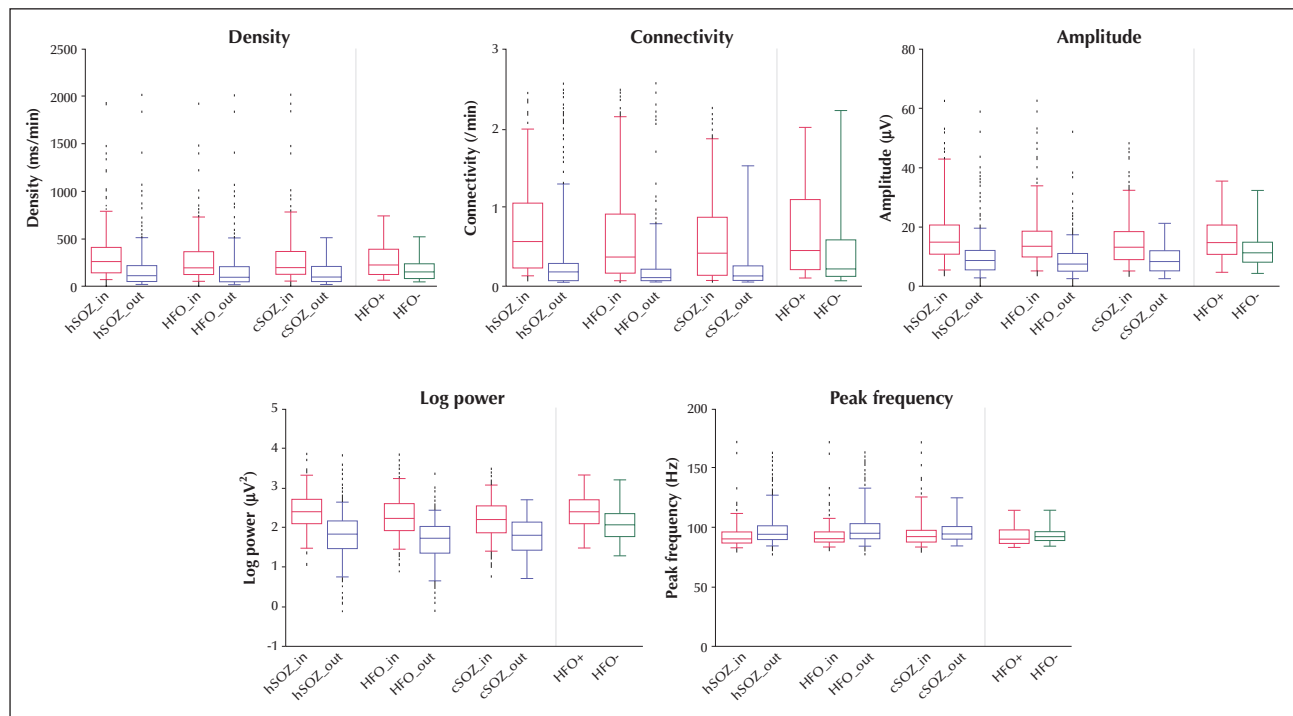 Density
Density (ms/min)
2500
2000
1500
1000
500
0
hSOZ_in
hSOZ_out
HFO_in
HFO_out
cSOZ_in
cSOZ_out
HFO+
HFO-
Connectivity
Connectivity (/min)
3
2
1
0
hSOZ_in
hSOZ_out
HFO_in
HFO_out
cSOZ_in
cSOZ_out
HFO+
HFO-
Amplitude
Amplitude (μV)
80
60
40
20
0
hSOZ_in
hSOZ_out
HFO_in
HFO_out
cSOZ_in
cSOZ_out
HFO+
HFO-
Log power
Log power (μV²)
5
4
3
2
1
0
-1
hSOZ_in
hSOZ_out
HFO_in
HFO_out
cSOZ_in
cSOZ_out
HFO+
HFO-
Peak frequency
Peak frequency (Hz)
200
150
100
50
0
hSOZ_in
hSOZ_out
HFO_in
HFO_out
cSOZ_in
cSOZ_out
HFO+
HFO-